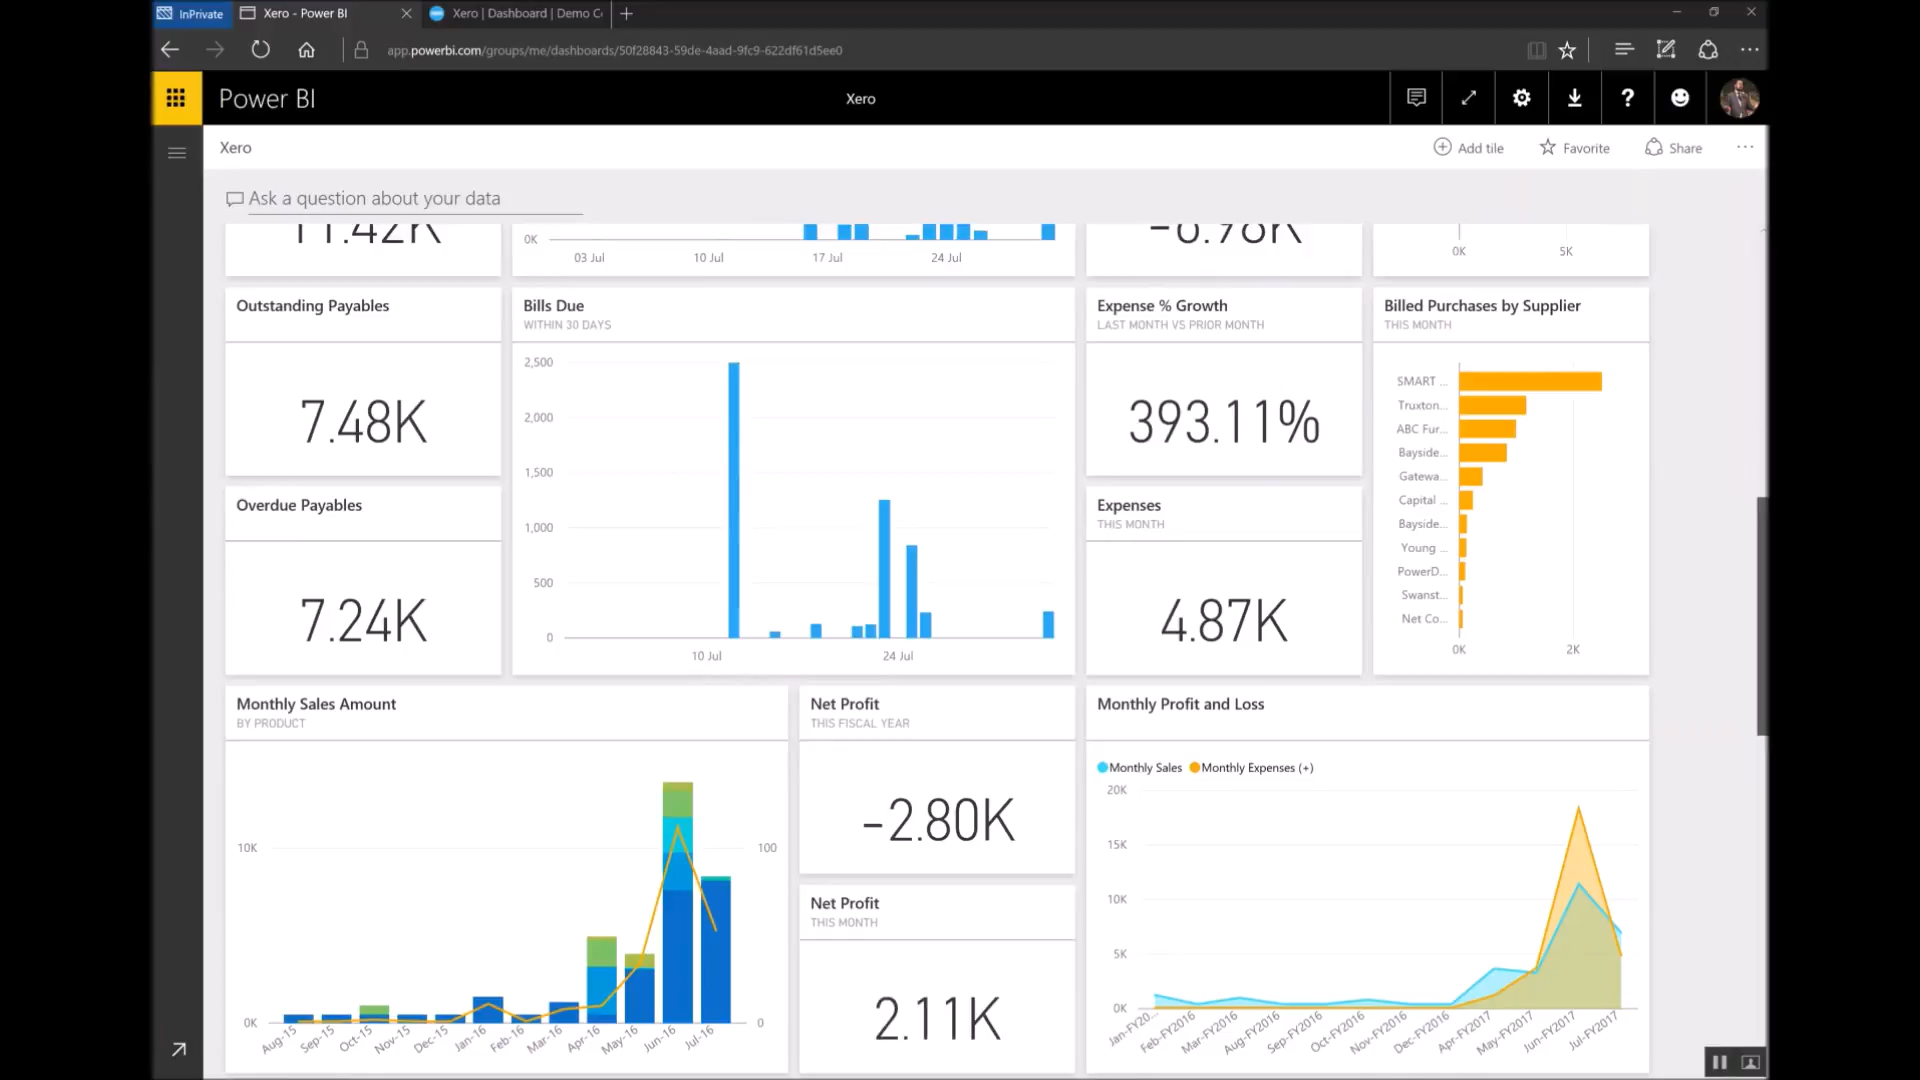 InPrivate
Xero - Power BI
Xero | Dashboard | Demo C
app.powerbi.com/groups/me/dashboards/50f28843-59de-4aad-9fc9-622df61d5ee0
Power BI
Xero
Xero
Add tile
Favorite
Share
Ask a question about your data
11.42K
0K
03 Jul
10 Jul
17 Jul
24 Jul
-6.98K
0K
5K
Outstanding Payables
7.48K
Overdue Payables
7.24K
Bills Due
WITHIN 30 DAYS
2,500
2,000
1,500
1,000
500
0
10 Jul
24 Jul
Expense % Growth
LAST MONTH VS PRIOR MONTH
393.11%
Expenses
THIS MONTH
4.87K
Billed Purchases by Supplier
THIS MONTH
SMART ...
Truxton...
ABC Fur...
Bayside...
Gatewa...
Capital ...
Bayside...
Young ...
PowerD...
Swanst...
Net Co...
0K
2K
Monthly Sales Amount
BY PRODUCT
10K
0K
100
0
Aug-15
Sep-15
Oct-15
Nov-15
Dec-15
Jan-16
Feb-16
Mar-16
Apr-16
May-16
Jun-16
Jul-16
Net Profit
THIS FISCAL YEAR
-2.80K
Net Profit
THIS MONTH
2.11K
Monthly Profit and Loss
Monthly Sales
Monthly Expenses (+)
20K
15K
10K
5K
0K
Jan-FY20...
Feb-FY2016
Mar-FY2016
Aug-FY2016
Sep-FY2016
Oct-FY2016
Nov-FY2016
Dec-FY2016
Apr-FY2017
May-FY2017
Jun-FY2017
Jul-FY2017